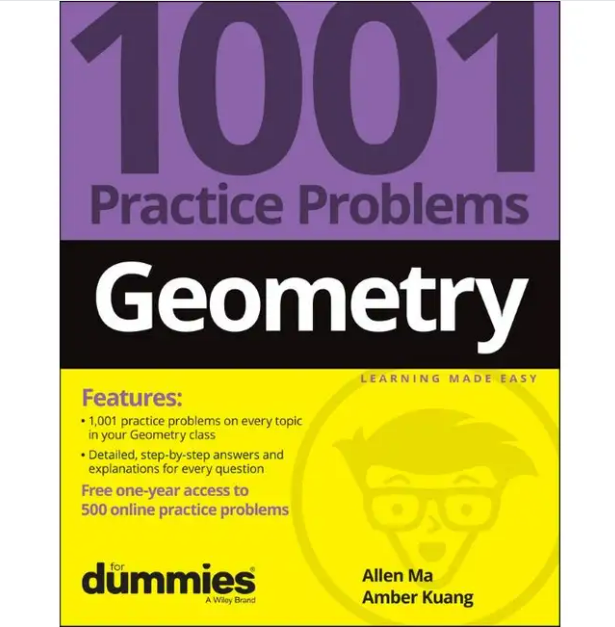 1001
Practice Problems
Geometry
LEARNING MADE EASY
Features:
• 1,001 practice problems on every topic
in your Geometry class
• Detailed, step-by-step answers and
explanations for every question
Free one-year access to
500 online practice problems
for
dummies®
A Wiley Brand
Allen Ma
Amber Kuang